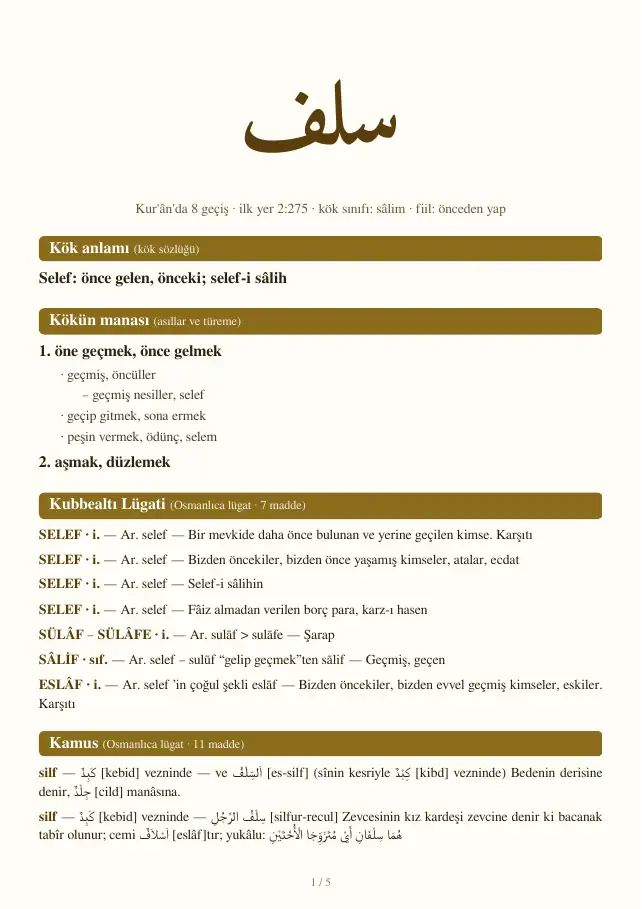 سلف
Kur'ân'da 8 geçiş · ilk yer 2:275 · kök sınıfı: sâlim · fiil: önceden yap
Kök anlamı (kök sözlüğü)
Selef: önce gelen, önceki; selef-i sâlih
Kökün manası (asıllar ve türeme)
1. öne geçmek, önce gelmek
· geçmiş, öncüller
– geçmiş nesiller, selef
· geçip gitmek, sona ermek
· peşin vermek, ödünç, selem
2. aşmak, düzlemek
Kubbealtı Lügati (Osmanlıca lügat · 7 madde)
SELEF · i. — Ar. selef — Bir mevkide daha önce bulunan ve yerine geçilen kimse. Karşıtı
SELEF · i. — Ar. selef — Bizden öncekiler, bizden önce yaşamış kimseler, atalar, ecdat
SELEF · i. — Ar. selef — Selef-i sâlihin
SELEF · i. — Ar. selef — Fâiz almadan verilen borç para, karz-ı hasen
SÜLÂF – SÜLÂFE · i. — Ar. sulāf > sulāfe — Şarap
SÂLİF · sıf. — Ar. selef – sulūf “gelip geçmek”ten sālif — Geçmiş, geçen
ESLÂF · i. — Ar. selef ’in çoğul şekli eslāf — Bizden öncekiler, bizden evvel geçmiş kimseler, eskiler.
Karşıtı
Kamus (Osmanlıca lügat · 11 madde)
silf — كَبِدٌ [kebid] vezninde — ve اَلسِّلْفُ [es-silf] (sînin kesriyle كِبْدٌ [kibd] vezninde) Bedenin derisine
denir, جِلْدٌ [cild] manâsına.
silf — كَبِدٌ [kebid] vezninde — سِلْفُ الرَّجُلِ [silfur-recul] Zevcesinin kız kardeşi zevcine denir ki bacanak
tabîr olunur; cemi اَسْلَافٌ [eslâf]tır; yukâlu: هُمَا سِلْفَانِ أَيْ مُتَزَوِّجَا الْأُخْتَيْنِ
1 / 5